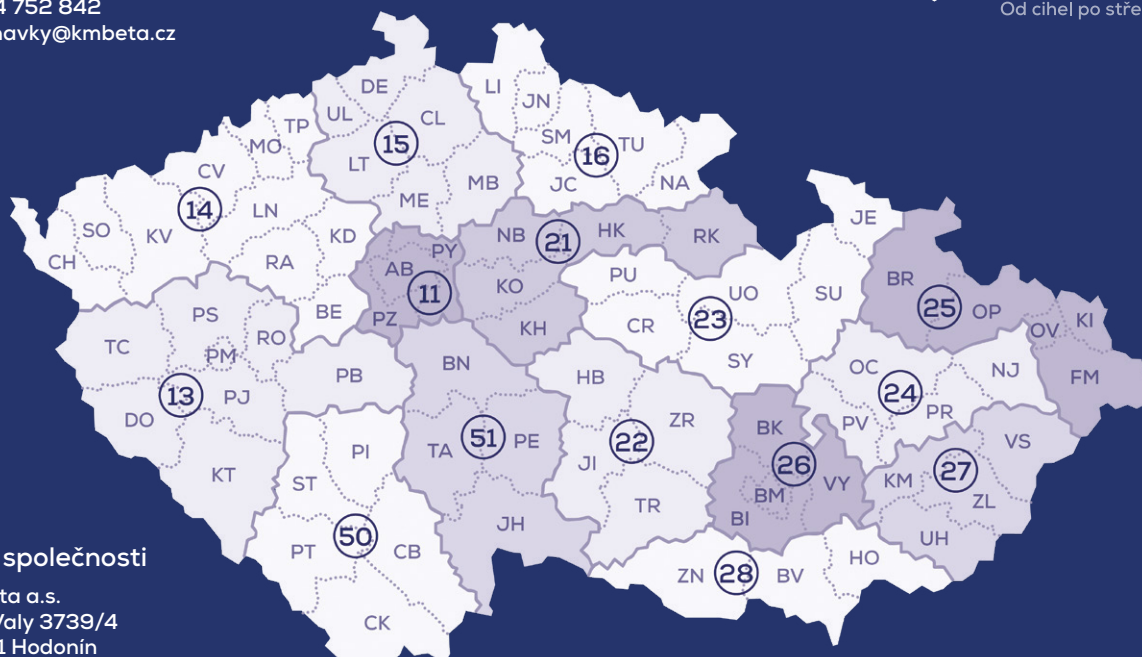 4 752 842
navky@kmbeta.cz
Od cihel po stře
DE
LI
JN
UL
CL
TP
MO
15
SM
16
TU
LT
CV
JC
NA
MB
ME
14
LN
SO
KV
KD
CH
RA
JE
NB
21
HK
RK
PY
AB
11
KO
PZ
KH
BE
PU
UO
SU
CR
23
SY
BR
25
OP
OV
KI
FM
PS
RO
TC
PM
13
PJ
DO
KT
PB
BN
HB
OC
24
NJ
PR
PV
ZR
TA
51
PE
22
JI
TR
BK
26
BM
VY
BI
VS
KM
27
ZL
UH
PI
ST
50
PT
CB
CK
JH
ZN
28
BV
HO
společnosti
ta a.s.
Valy 3739/4
1 Hodonín